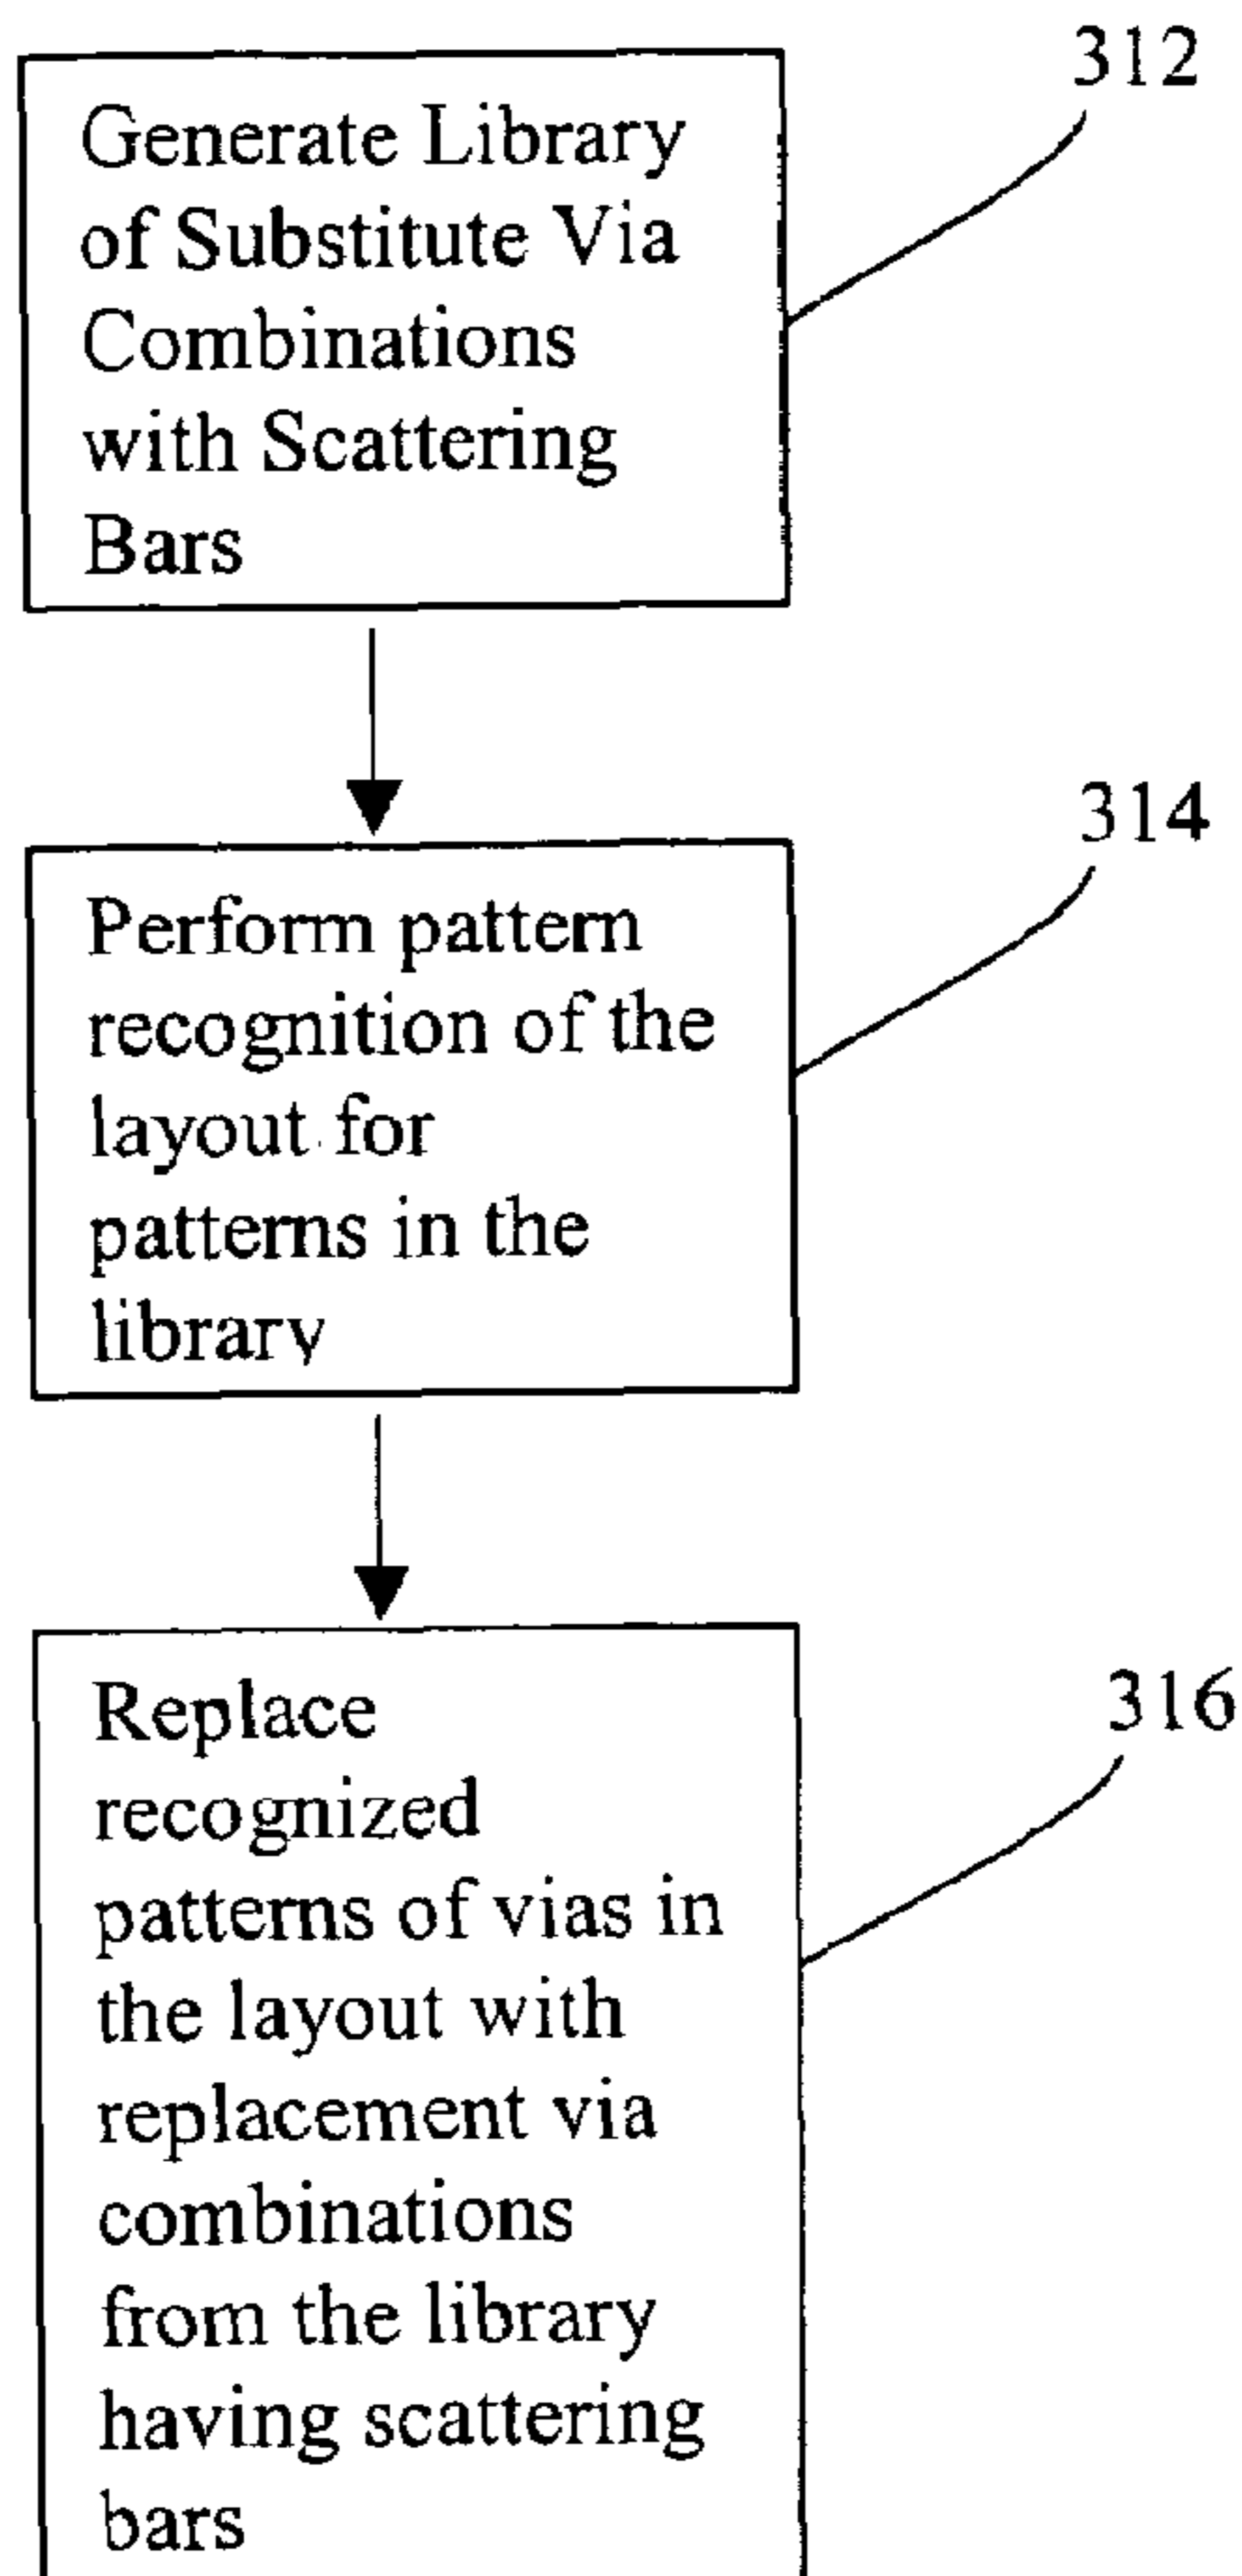 312
Generate Library
of Substitute Via
Combinations
with Scattering
Bars
314
Perform pattern
recognition of the
layout for
patterns in the
library
316
Replace
recognized
patterns of vias in
the layout with
replacement via
combinations
from the library
having scattering
bars